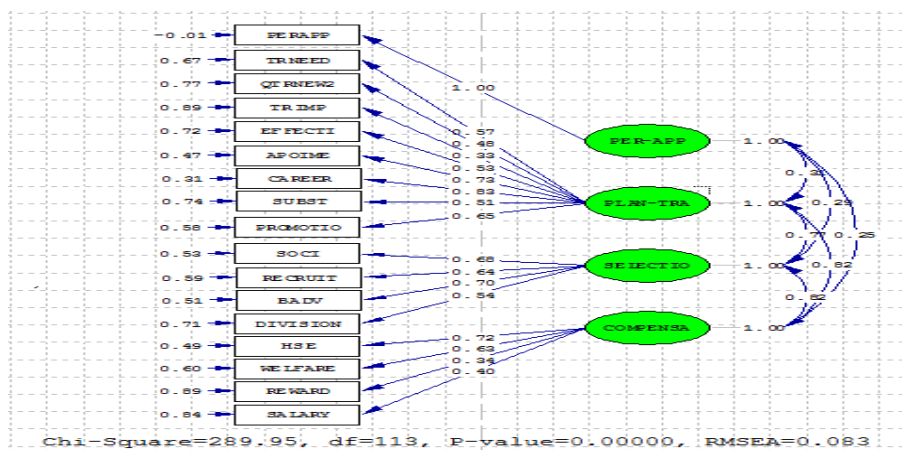 -0.01 PERAPP
0.67 TRNEED
0.77 QTRNEW2
0.89 TRIMP
0.72 EFFECTI
0.47 APOIME
0.31 CAREER
0.74 SUBST
0.58 PROMOTIO
0.53 SOCI
0.59 RECRUIT
0.51 BADV
0.71 DIVISION
0.49 HSE
0.60 WELFARE
0.89 REWARD
0.84 SALARY
1.00
0.57
0.48
0.33
0.53
0.73
0.83
0.51
0.65
0.68
0.64
0.70
0.54
0.72
0.63
0.34
0.40
PER-APP 1.00
PLAN-TRA 1.00
SELECTIO 1.00
COMPENSA 1.00
0.77 0.25
0.82
0.82
Chi-Square=289.95, df=113, P-value=0.00000, RMSEA=0.083